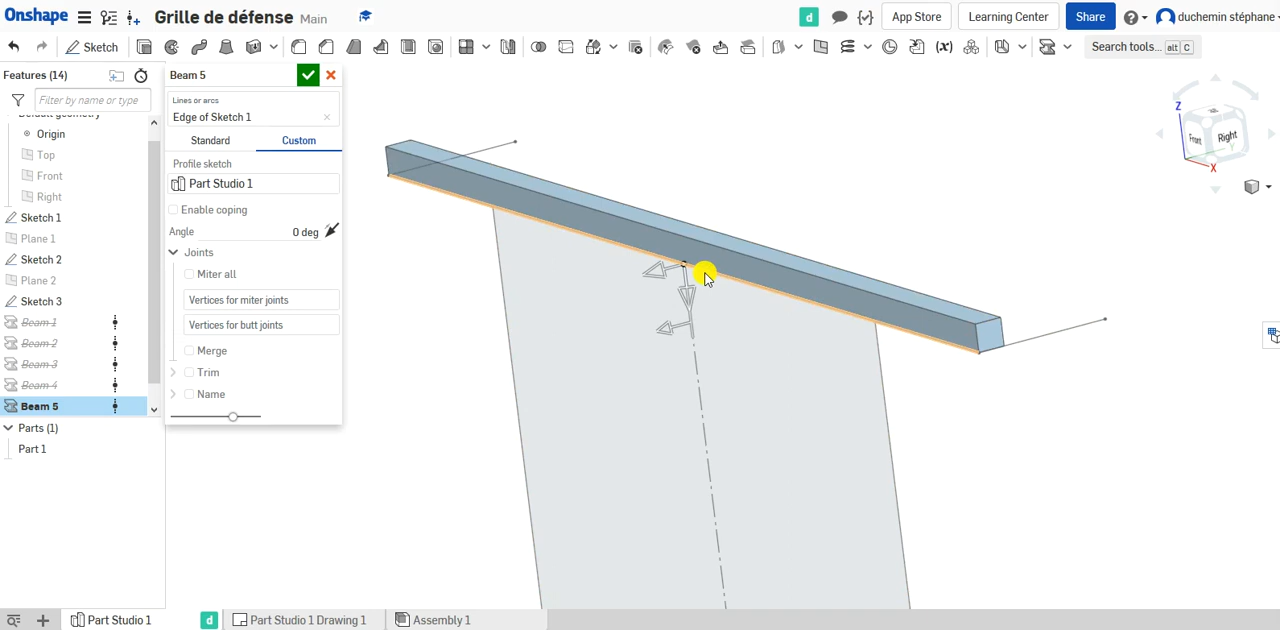 Onshape Grille de défense Main d App Store Learning Center Share duchemin stéphane
Sketch Search tools... alt C
Features (14)
Filter by name or type
Default geometry
Origin
Top
Front
Right
Sketch 1
Plane 1
Sketch 2
Plane 2
Sketch 3
Beam 1
Beam 2
Beam 3
Beam 4
Beam 5
Parts (1)
Part 1
Beam 5
Lines or arcs
Edge of Sketch 1
Standard Custom
Profile sketch
Part Studio 1
Enable coping
Angle 0 deg
Joints
Miter all
Vertices for miter joints
Vertices for butt joints
Merge
Trim
Name
Z
Front Right
Y
X
Part Studio 1 d Part Studio 1 Drawing 1 Assembly 1